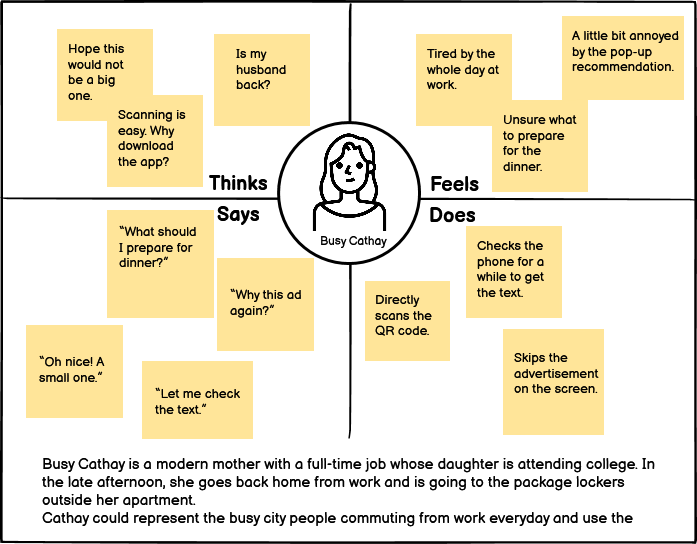 Hope this
would not
be a big
one.
Scanning is
easy. Why
download
the app?
Is my
husband
back?
Thinks
Tired by the
whole day at
work.
A little bit annoyed
by the pop-up
recommendation.
Unsure what
to prepare
for the
dinner.
Feels
Busy Cathay
Says
"What should
I prepare for
dinner?"
"Why this ad
again?"
"Oh nice! A
small one."
"Let me check
the text."
Does
Checks the
phone for a
while to get
the text.
Directly
scans the
QR code.
Skips the
advertisement
on the screen.
Busy Cathay is a modern mother with a full-time job whose daughter is attending college. In
the late afternoon, she goes back home from work and is going to the package lockers
outside her apartment.
Cathay could represent the busy city people commuting from work everyday and use the